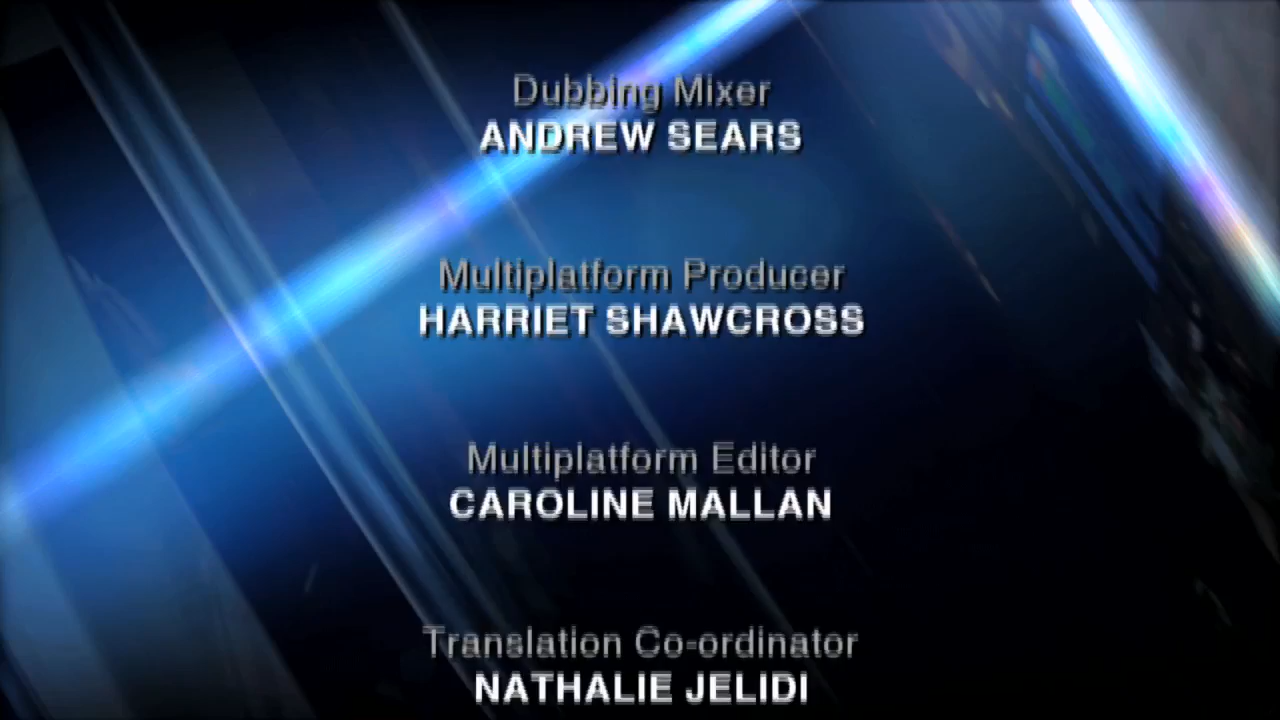 Dubbing Mixer
ANDREW SEARS
Multiplatform Producer
HARRIET SHAWCROSS
Multiplatform Editor
CAROLINE MALLAN
Translation Co-ordinator
NATHALIE JELIDI